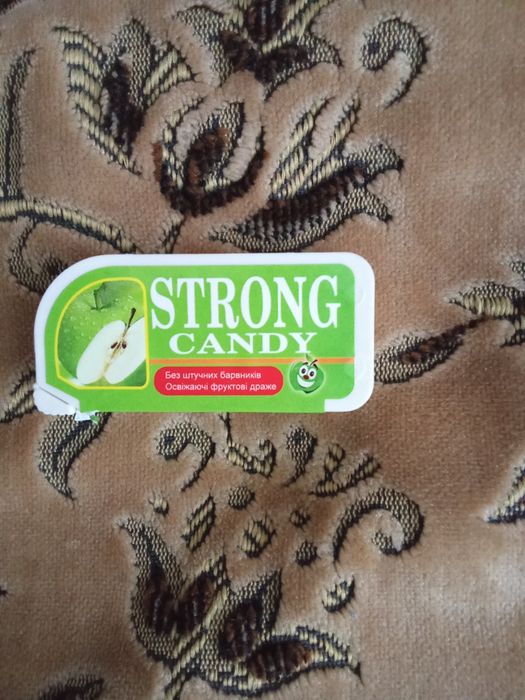 STRONG
CANDY
Без штучних барвників
Освіжаючі фруктові драже